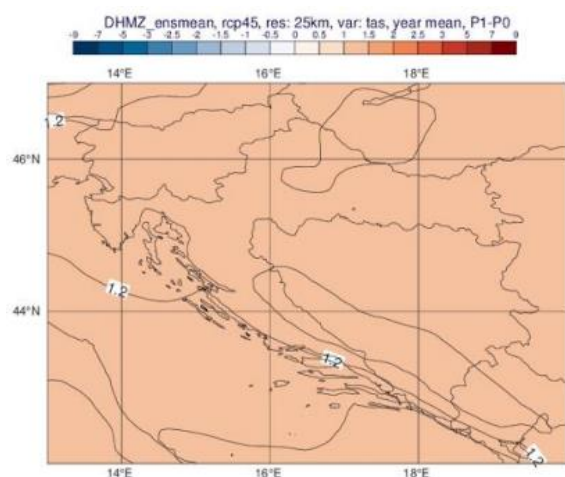 DHMZ_ensmean, rcp45, res: 25km, var: tas, year mean, P1-P0
-9 -7 -5 -3 -2.5 -2 -1.5 -1 -0.5 0 0.5 1 1.5 2 2.5 3 5 7 9
14°E 16°E 18°E
1.2
46°N
1.2
44°N
1.2
1.2
14°E 16°E 18°E